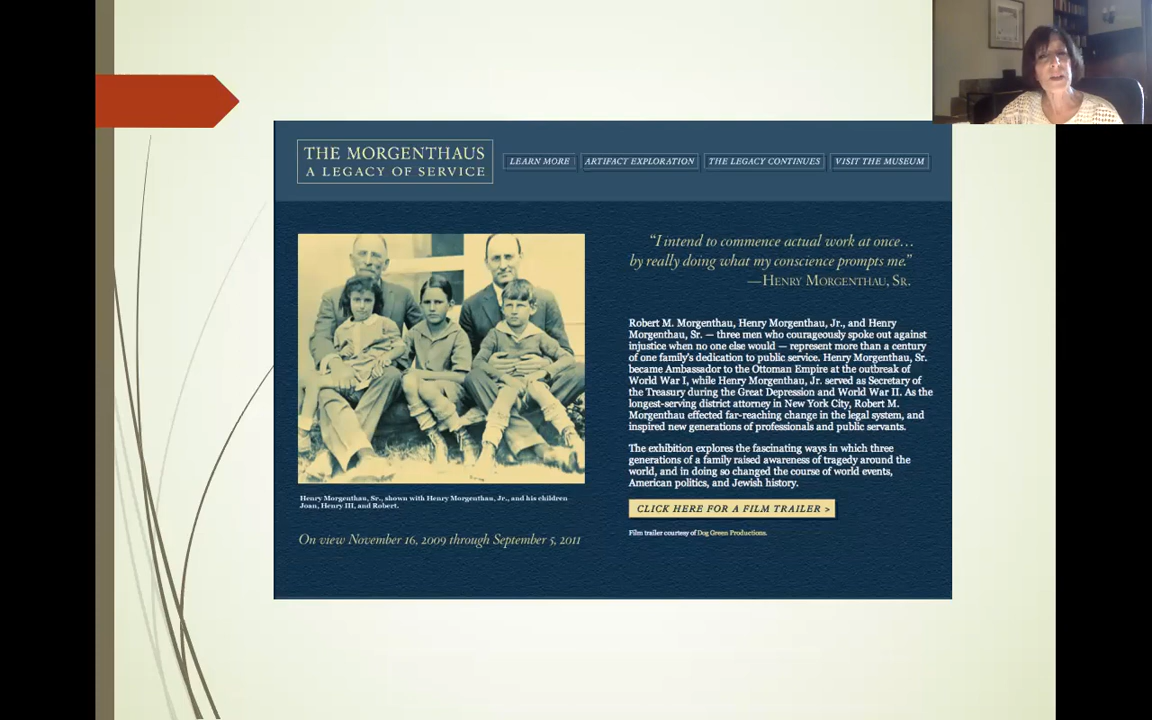 THE MORGENTHAUS
A LEGACY OF SERVICE
LEARN MORE
ARTIFACT EXPLORATION
THE LEGACY CONTINUES
VISIT THE MUSEUM
Henry Morgenthau, Sr., shown with Henry Morgenthau, Jr., and his children
Joan, Henry III, and Robert.
On view November 16, 2009 through September 5, 2011
“I intend to commence actual work at once…
by really doing what my conscience prompts me.”
—Henry Morgenthau, Sr.
Robert M. Morgenthau, Henry Morgenthau, Jr., and Henry
Morgenthau, Sr. — three men who courageously spoke out against
injustice when no one else would — represent more than a century
of one family's dedication to public service. Henry Morgenthau, Sr.
became Ambassador to the Ottoman Empire at the outbreak of
World War I, while Henry Morgenthau, Jr. served as Secretary of
the Treasury during the Great Depression and World War II. As the
longest-serving district attorney in New York City, Robert M.
Morgenthau effected far-reaching change in the legal system, and
inspired new generations of professionals and public servants.
The exhibition explores the fascinating ways in which three
generations of a family raised awareness of tragedy around the
world, and in doing so changed the course of world events,
American politics, and Jewish history.
CLICK HERE FOR A FILM TRAILER >
Film trailer courtesy of Dog Green Productions.